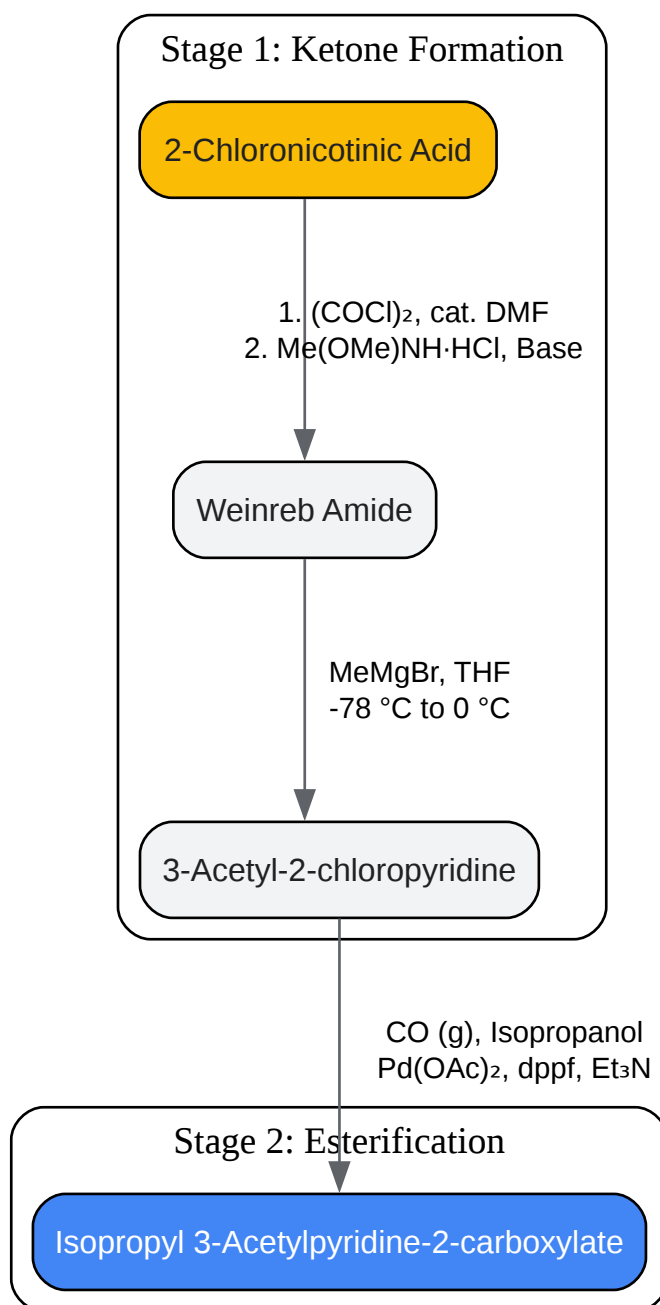 Stage 1: Ketone Formation
2-Chloronicotinic Acid
1. (COCl)₂, cat. DMF
2. Me(OMe)NH·HCl, Base
Weinreb Amide
MeMgBr, THF
-78 °C to 0 °C
3-Acetyl-2-chloropyridine
CO (g), Isopropanol
Pd(OAc)₂, dppf, Et₃N
Stage 2: Esterification
Isopropyl 3-Acetylpyridine-2-carboxylate